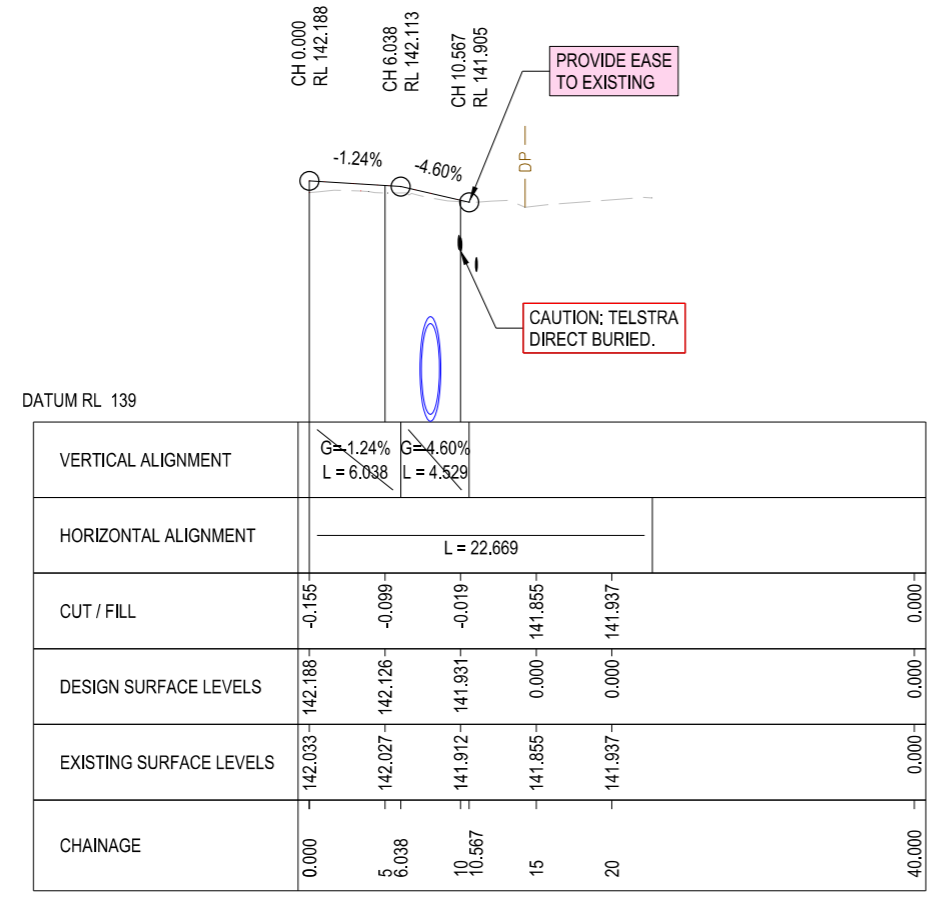 CH 0.000
RL 142.188
CH 6.038
RL 142.113
CH 10.567
RL 141.905
PROVIDE EASE
TO EXISTING
-1.24%
-4.60%
DP
CAUTION: TELSTRA
DIRECT BURIED.
DATUM RL 139
VERTICAL ALIGNMENT
G=-1.24%
L = 6.038
G=-4.60%
L = 4.529
HORIZONTAL ALIGNMENT
L = 22.669
CUT / FILL
-0.155
-0.099
-0.019
141.855
141.937
0.000
DESIGN SURFACE LEVELS
142.188
142.126
141.931
0.000
0.000
0.000
EXISTING SURFACE LEVELS
142.033
142.027
141.912
141.855
141.937
0.000
CHAINAGE
0.000
5
6.038
10
10.567
15
20
40.000